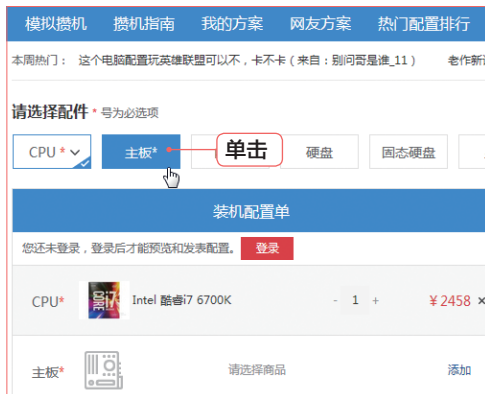 模拟攒机 攒机指南 我的方案 网友方案 热门配置排行
本周热门： 这个电脑配置玩英雄联盟可以不，卡不卡（来自：别问哥是谁_11） 老作新
请选择配件 * 号为必选项
CPU * 主板* 单击 硬盘 固态硬盘
装机配置单
您还未登录，登录后才能预览和发表配置。 登录
CPU* Intel 酷睿i7 6700K - 1 + ￥2458 ×
主板* 请选择商品 添加